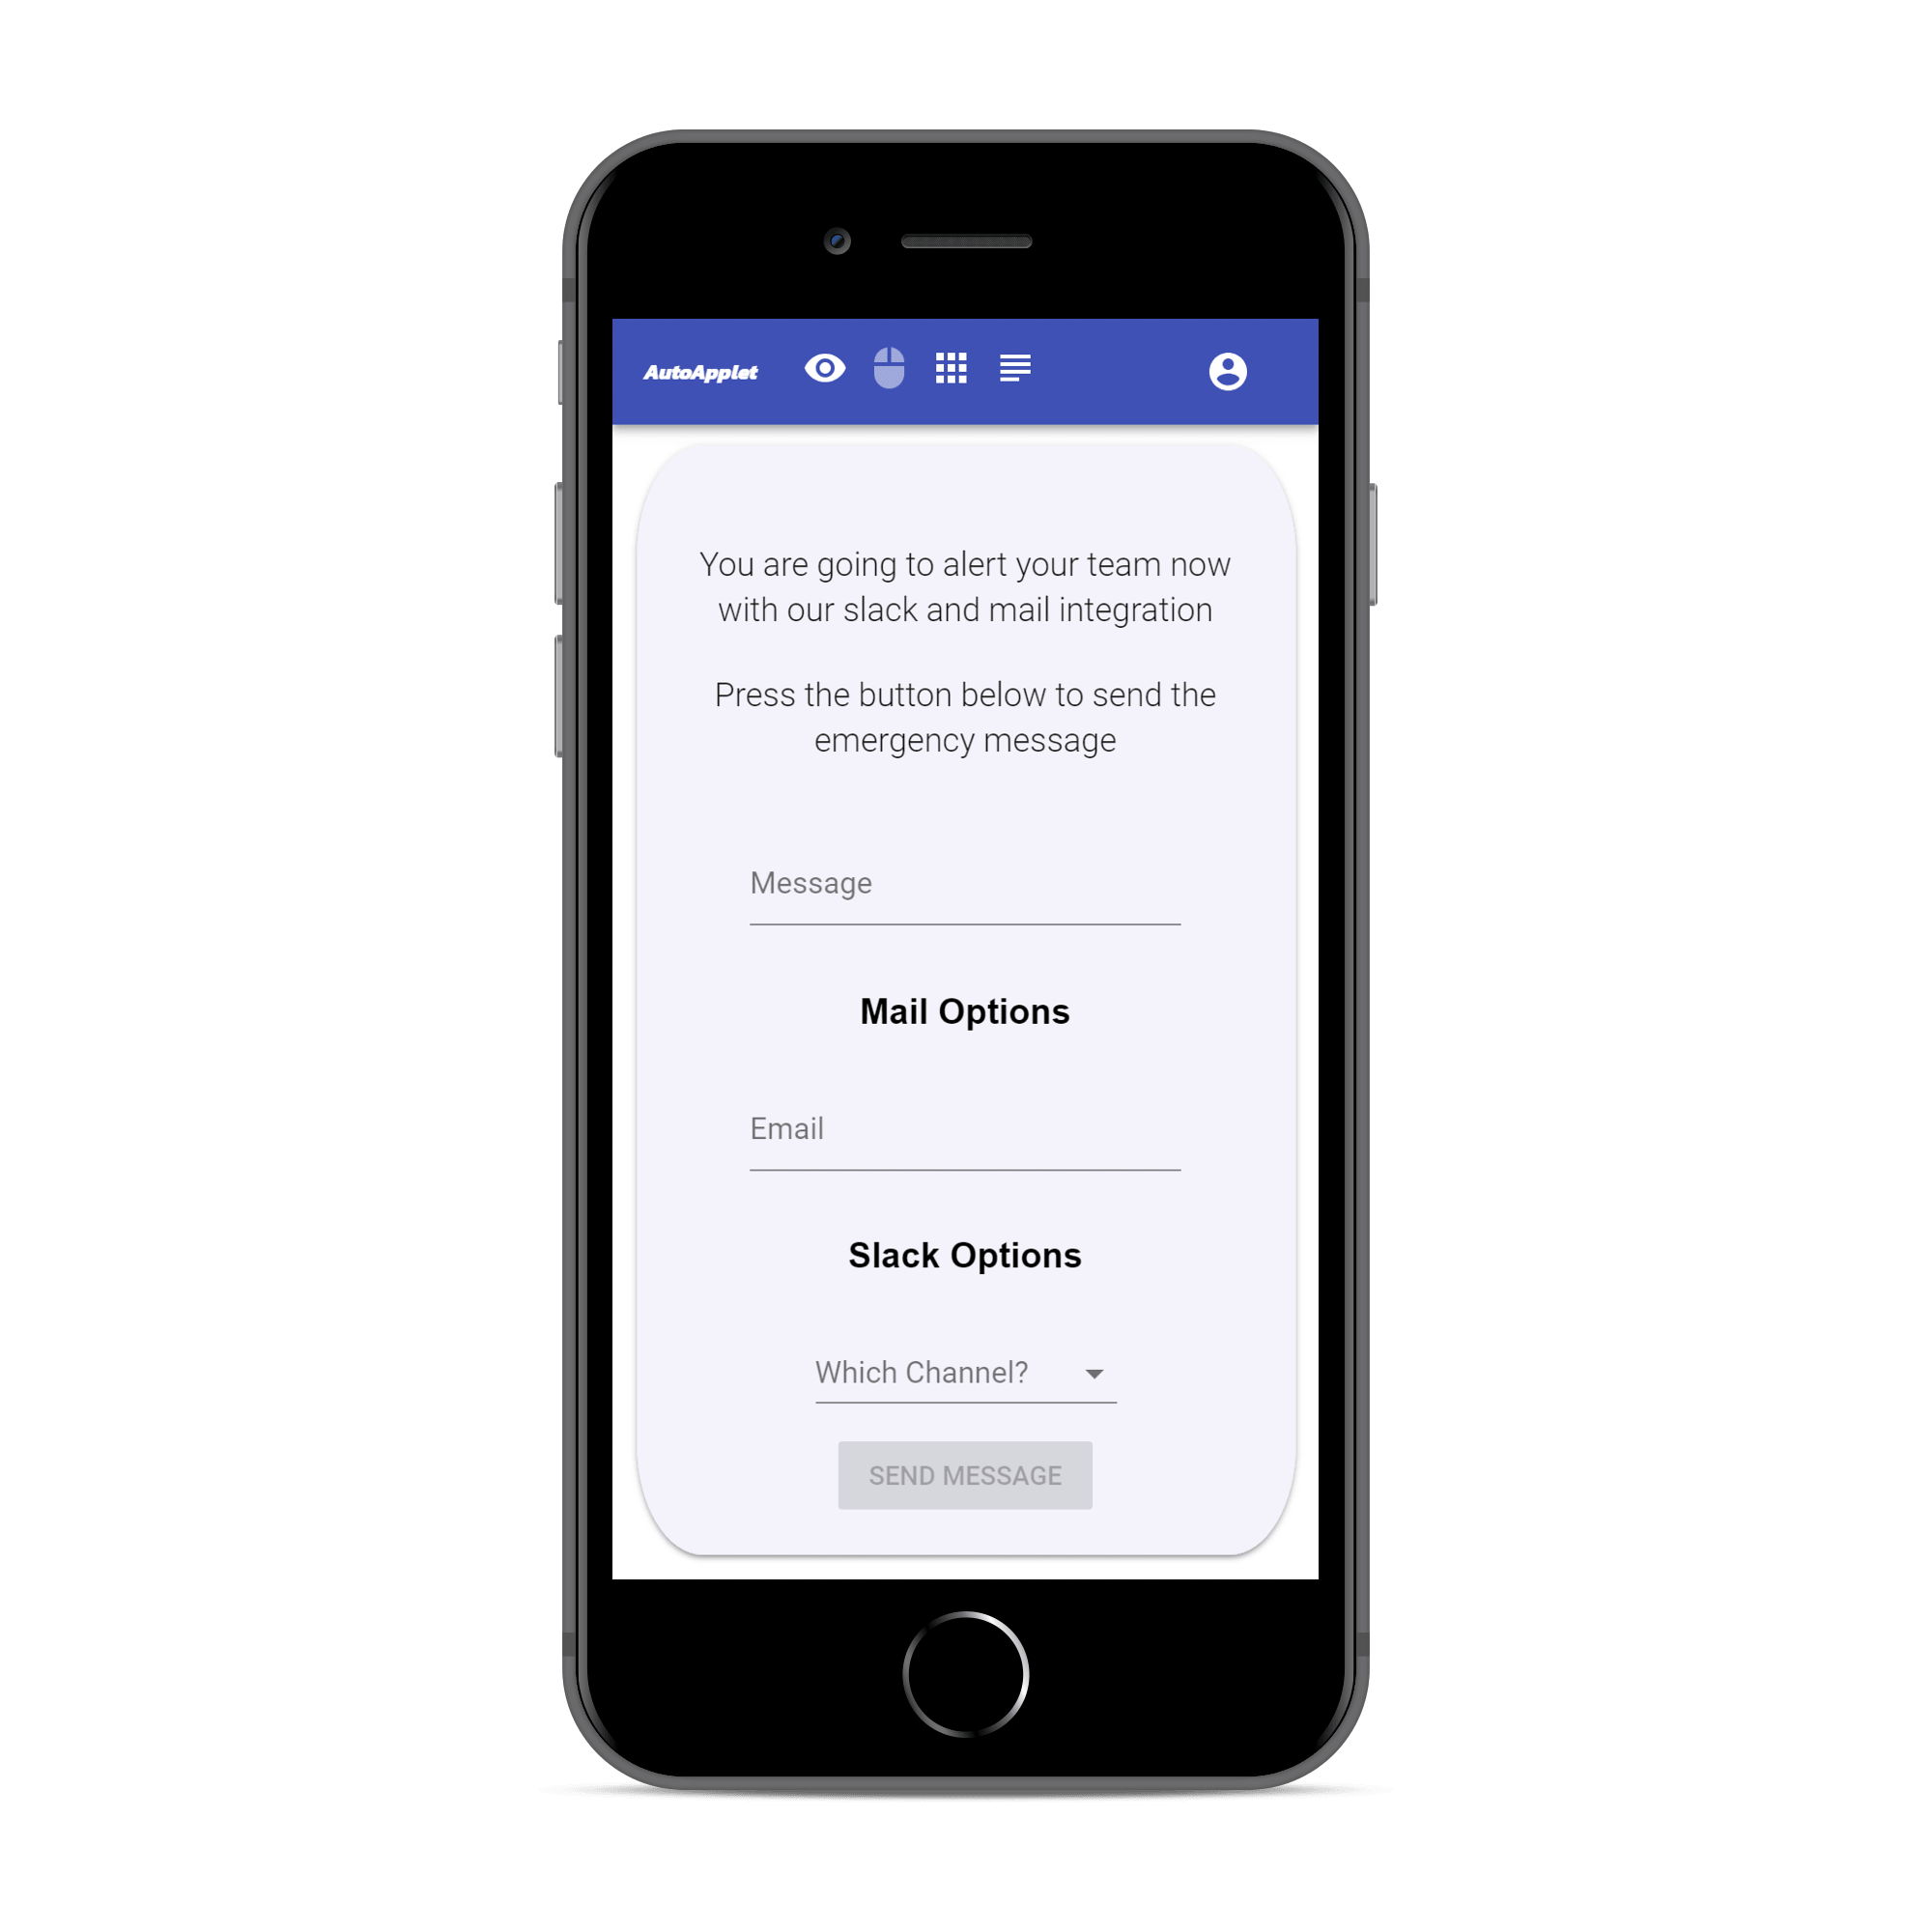 AutoApplet
You are going to alert your team now
with our slack and mail integration
Press the button below to send the
emergency message
Message
Mail Options
Email
Slack Options
Which Channel?
SEND MESSAGE